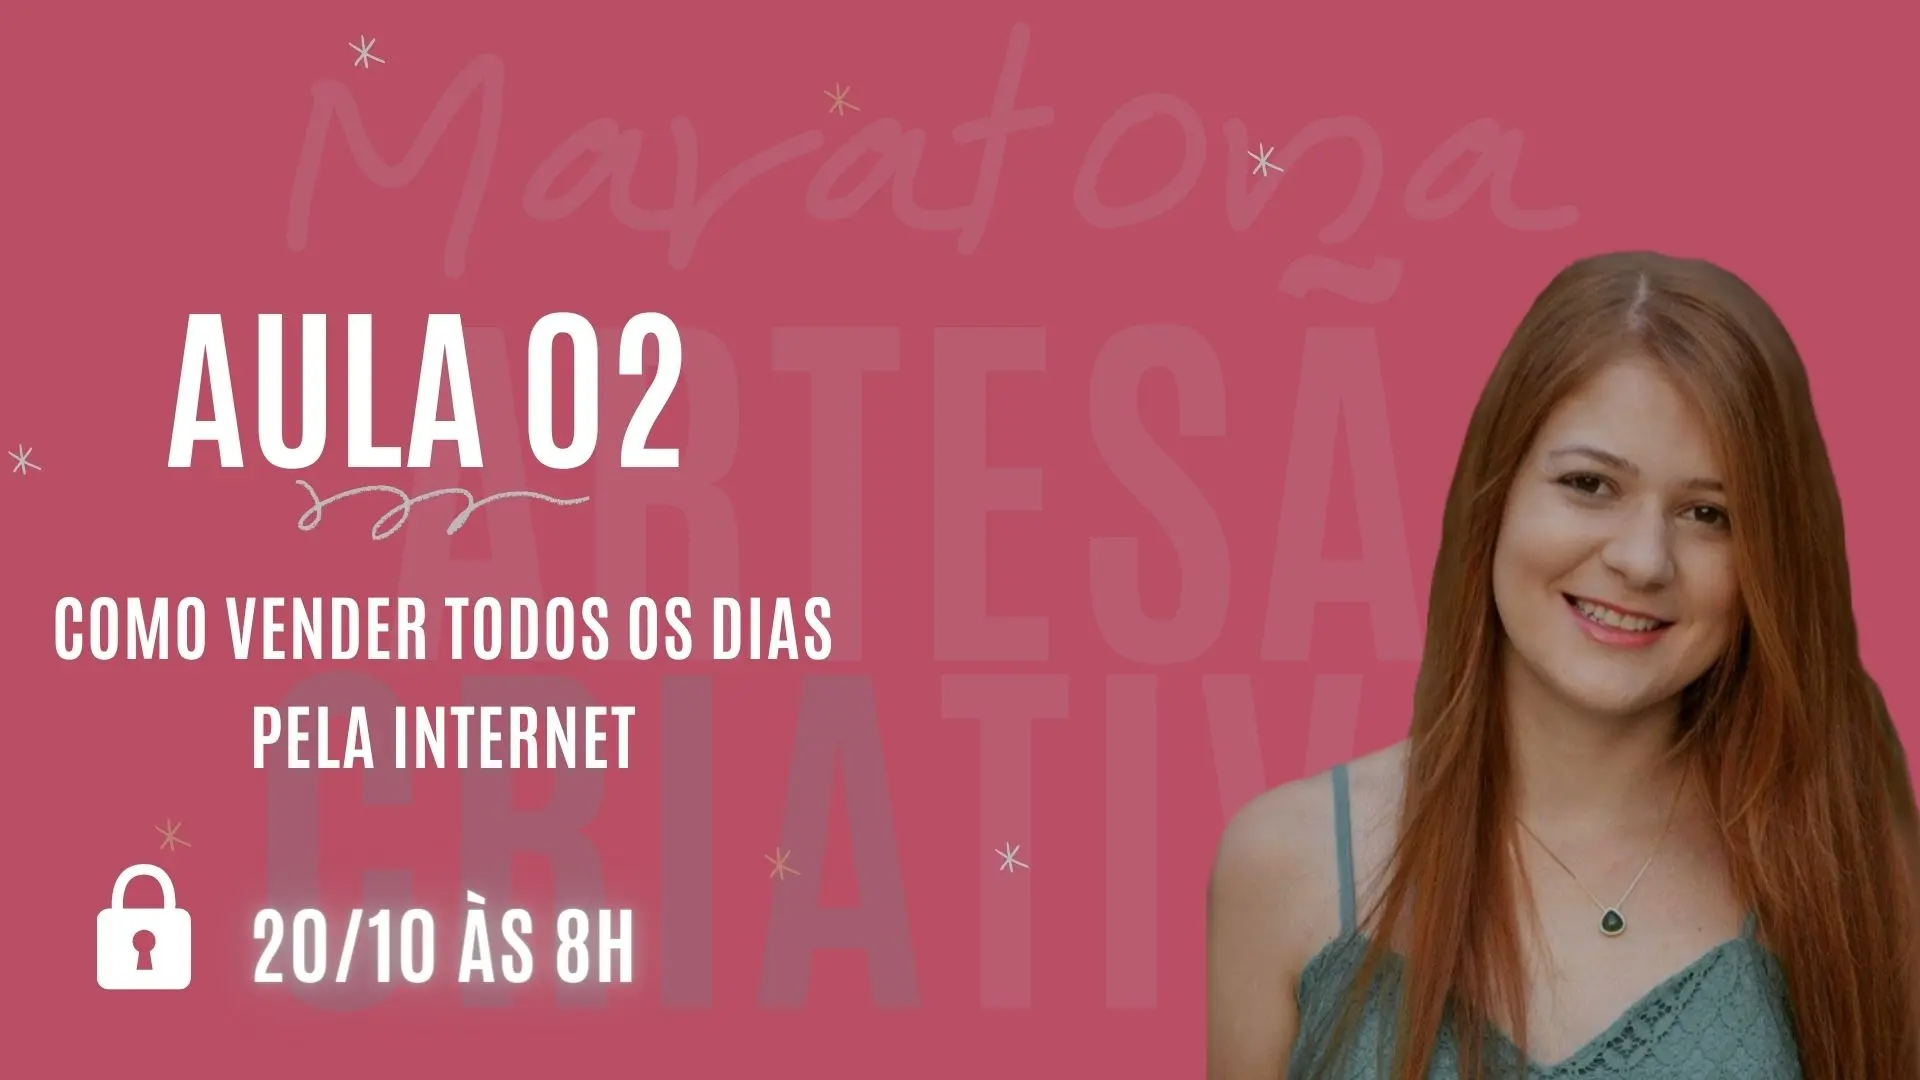 Maratona
ARTESÃ
CRIATIV
AULA 02
COMO VENDER TODOS OS DIAS
PELA INTERNET
20/10 ÀS 8H